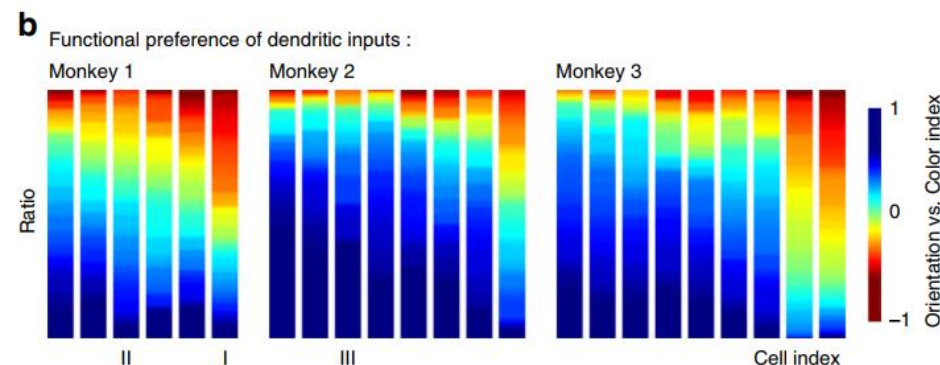 b
Functional preference of dendritic inputs :
Monkey 1
Monkey 2
Monkey 3
Ratio
1
0
−1
Orientation vs. Color index
II
I
III
Cell index